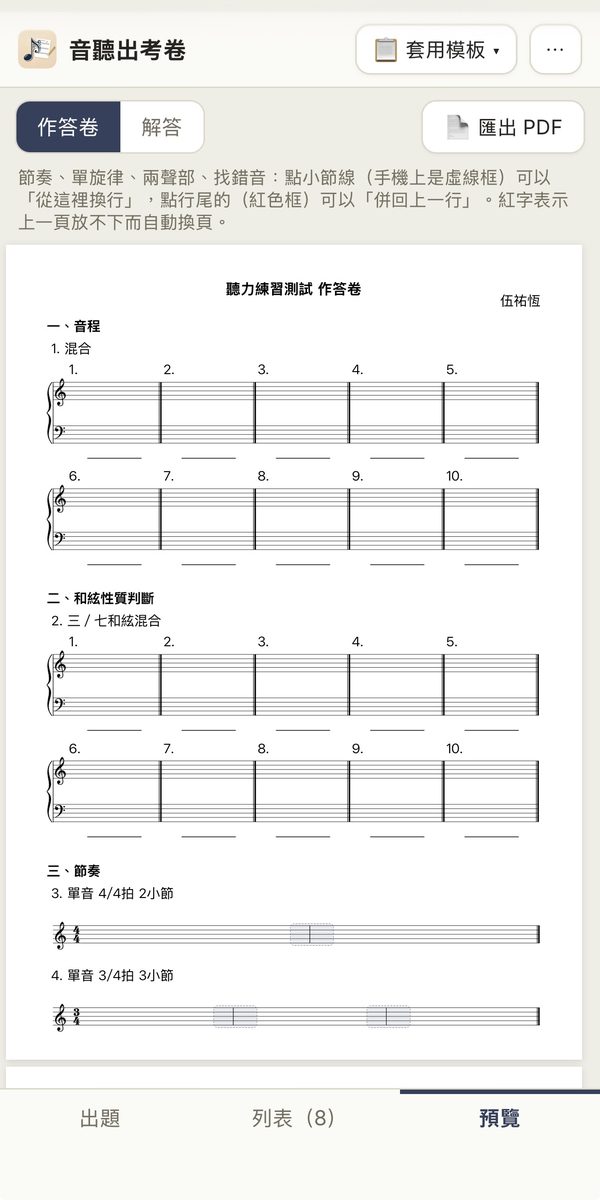 音聽出考卷
套用模板 ▾
⋯
作答卷 解答
匯出 PDF
節奏、單旋律、兩聲部、找錯音：點小節線（手機上是虛線框）可以
「從這裡換行」，點行尾的（紅色框）可以「併回上一行」。紅字表示
上一頁放不下而自動換頁。
聽力練習測試 作答卷
伍祐恆
一、音程
1. 混合
1. 2. 3. 4. 5.
6. 7. 8. 9. 10.
二、和絃性質判斷
2. 三 / 七和絃混合
1. 2. 3. 4. 5.
6. 7. 8. 9. 10.
三、節奏
3. 單音 4/4拍 2小節
4
4
4. 單音 3/4拍 3小節
3
4
出題 列表（8） 預覽